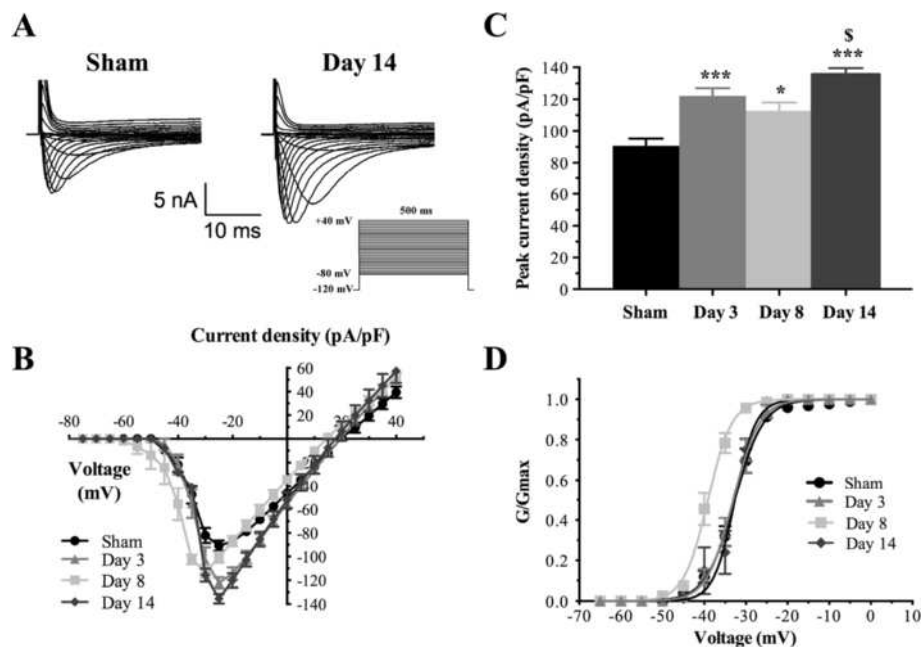 A
Sham
Day 14
5 nA
10 ms
500 ms
+40 mV
-80 mV
-120 mV
C
$
***
*
***
Peak current density (pA/pF)
140
120
100
80
60
40
20
0
Sham
Day 3
Day 8
Day 14
B
Current density (pA/pF)
60
40
20
-80
-60
-40
-20
20
40
Voltage
(mV)
-20
-40
-60
-80
-100
-120
-140
Sham
Day 3
Day 8
Day 14
D
G/Gmax
1.0
0.8
0.6
0.4
0.2
0.0
-70
-60
-50
-40
-30
-20
-10
0
10
Voltage (mV)
Sham
Day 3
Day 8
Day 14